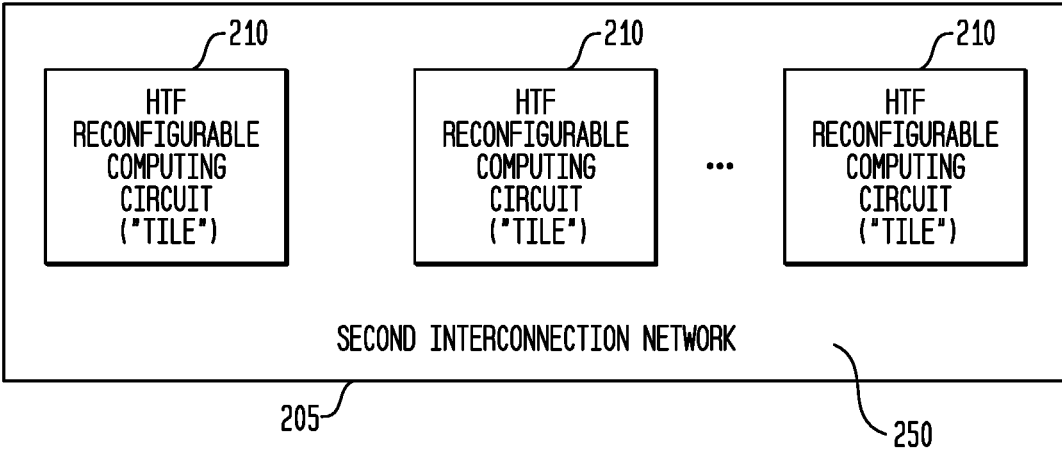 210
210
210
HTF
RECONFIGURABLE
COMPUTING
CIRCUIT
("TILE")
HTF
RECONFIGURABLE
COMPUTING
CIRCUIT
("TILE")
...
HTF
RECONFIGURABLE
COMPUTING
CIRCUIT
("TILE")
SECOND INTERCONNECTION NETWORK
205
250